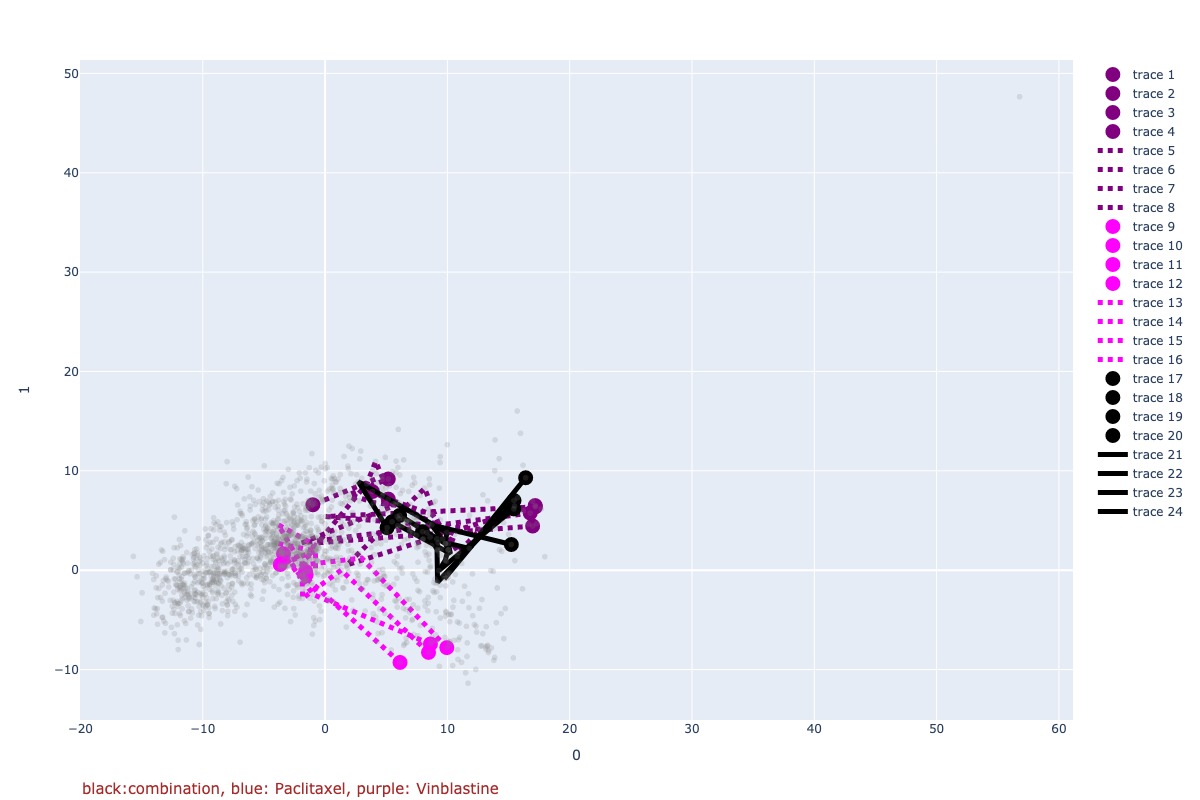 50
40
30
20
10
0
−10
1
−20
−10
0
10
20
30
40
50
60
0
trace 1
trace 2
trace 3
trace 4
trace 5
trace 6
trace 7
trace 8
trace 9
trace 10
trace 11
trace 12
trace 13
trace 14
trace 15
trace 16
trace 17
trace 18
trace 19
trace 20
trace 21
trace 22
trace 23
trace 24
black:combination, blue: Paclitaxel, purple: Vinblastine